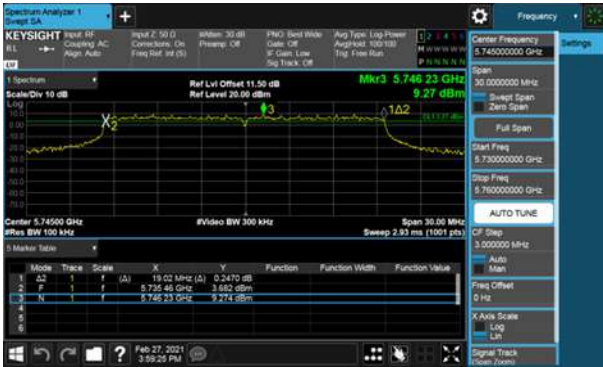 Spectrum Analyzer 1
Swept SA
+
Frequency
KEYSIGHT
RL
Input: RF
Coupling: AC
Align: Auto
Input Z: 50 Ω
Corrections: On
Freq Ref: Int (S)
#Atten: 30 dB
Preamp: Off
PNO: Best Wide
Gate: Off
IF Gain: Low
Sig Track: Off
Avg Type: Log-Power
Avg|Hold: 100/100
Trig: Free Run
Center Frequency
5.745000000 GHz
Settings
Span
30.0000000 MHz
Swept Span
Zero Span
Full Span
Start Freq
5.730000000 GHz
Stop Freq
5.760000000 GHz
AUTO TUNE
CF Step
3.000000 MHz
Auto
Man
Freq Offset
0 Hz
X Axis Scale
Log
Lin
Signal Track
(Span Zoom)
1 Spectrum
Scale/Div 10 dB
Ref Lvl Offset 11.50 dB
Ref Level 20.00 dBm
Mkr3 5.746 23 GHz
9.27 dBm
Log
10.0
0.00
X2
3
1Δ2
Center 5.74500 GHz
#Res BW 100 kHz
#Video BW 300 kHz
Span 30.00 MHz
Sweep 2.93 ms (1001 pts)
5 Marker Table
Mode Trace Scale X Y Function Function Width Function Value
1 Δ2 1 f (Δ) 19.02 MHz (Δ) 0.2470 dB
2 F 1 f 5.735 46 GHz 3.682 dBm
3 N 1 f 5.746 23 GHz 9.274 dBm
4
5
6
?
Feb 27, 2021
3:59:25 PM